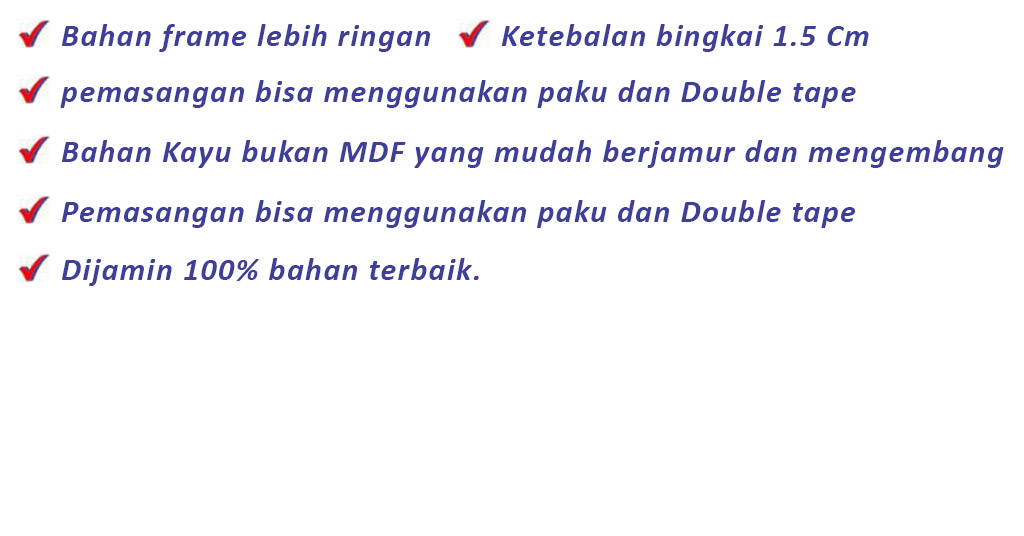 Bahan frame lebih ringan Ketebalan bingkai 1.5 Cm
pemasangan bisa menggunakan paku dan Double tape
Bahan Kayu bukan MDF yang mudah berjamur dan mengembang
Pemasangan bisa menggunakan paku dan Double tape
Dijamin 100% bahan terbaik.